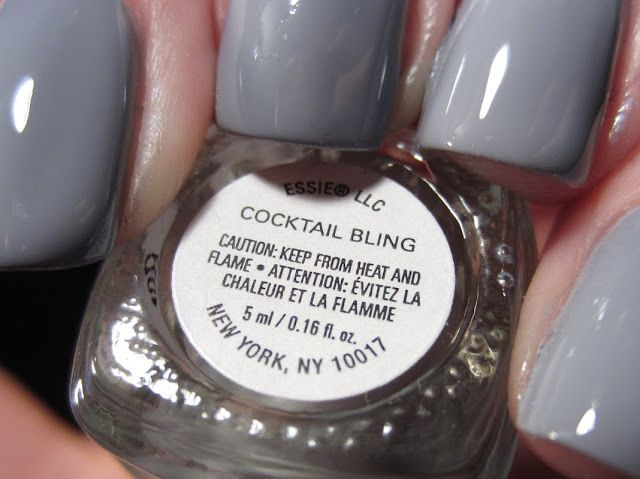 ESSIE® LLC
COCKTAIL BLING
CAUTION: KEEP FROM HEAT AND
FLAME • ATTENTION: ÉVITEZ LA
CHALEUR ET LA FLAMME
5 ml / 0.16 fl. oz.
NEW YORK, NY 10017